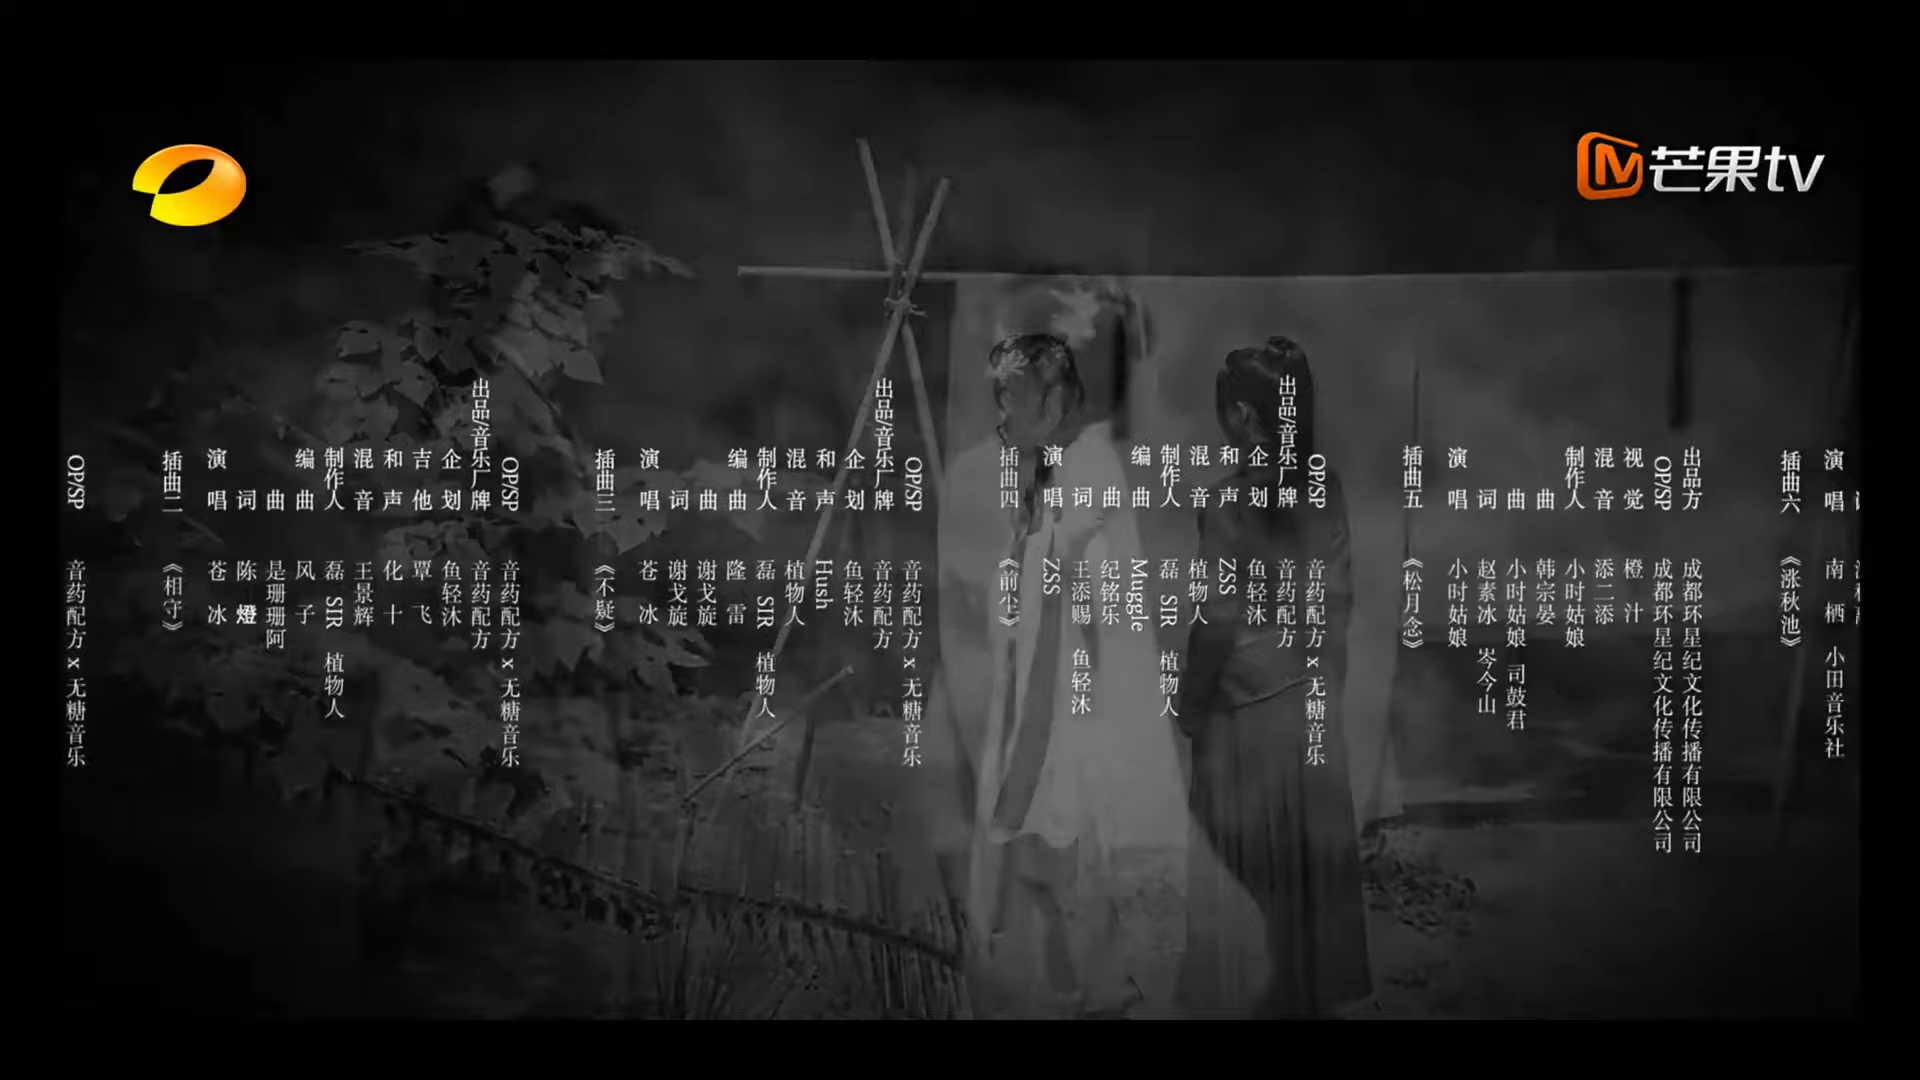 芒果tv
OP/SP 音药配方 x 无糖音乐
插曲二 《相守》
演唱 苍冰
词 陈燈
曲 是珊珊阿
编曲 风子
制作人 磊 SIR 植物人
混音 王景辉
和声 化十
吉他 覃飞
企划 鱼轻沐
出品/音乐厂牌 音药配方
OP/SP 音药配方 x 无糖音乐
插曲三 《不疑》
演唱 苍冰
词 谢戈旋
曲 谢戈旋
编曲 隆雷
制作人 磊 SIR 植物人
混音 植物人
和声 Hush
企划 鱼轻沐
出品/音乐厂牌 音药配方
OP/SP 音药配方 x 无糖音乐
插曲四 《前尘》
演唱 ZSS
词 王添赐 鱼轻沐
曲 纪铭乐
编曲 Muggle
制作人 磊 SIR 植物人
混音 植物人
和声 ZSS
企划 鱼轻沐
出品/音乐厂牌 音药配方
OP/SP 音药配方 x 无糖音乐
插曲五 《松月念》
演唱 小时姑娘
词 赵素冰 岑今山
曲 小时姑娘 司鼓君
曲 韩宗晏
制作人 小时姑娘
混音 添二添
视觉 橙汁
OP/SP 成都环星纪文化传播有限公司
出品方 成都环星纪文化传播有限公司
插曲六 《涨秋池》
演唱 南栖 小田音乐社